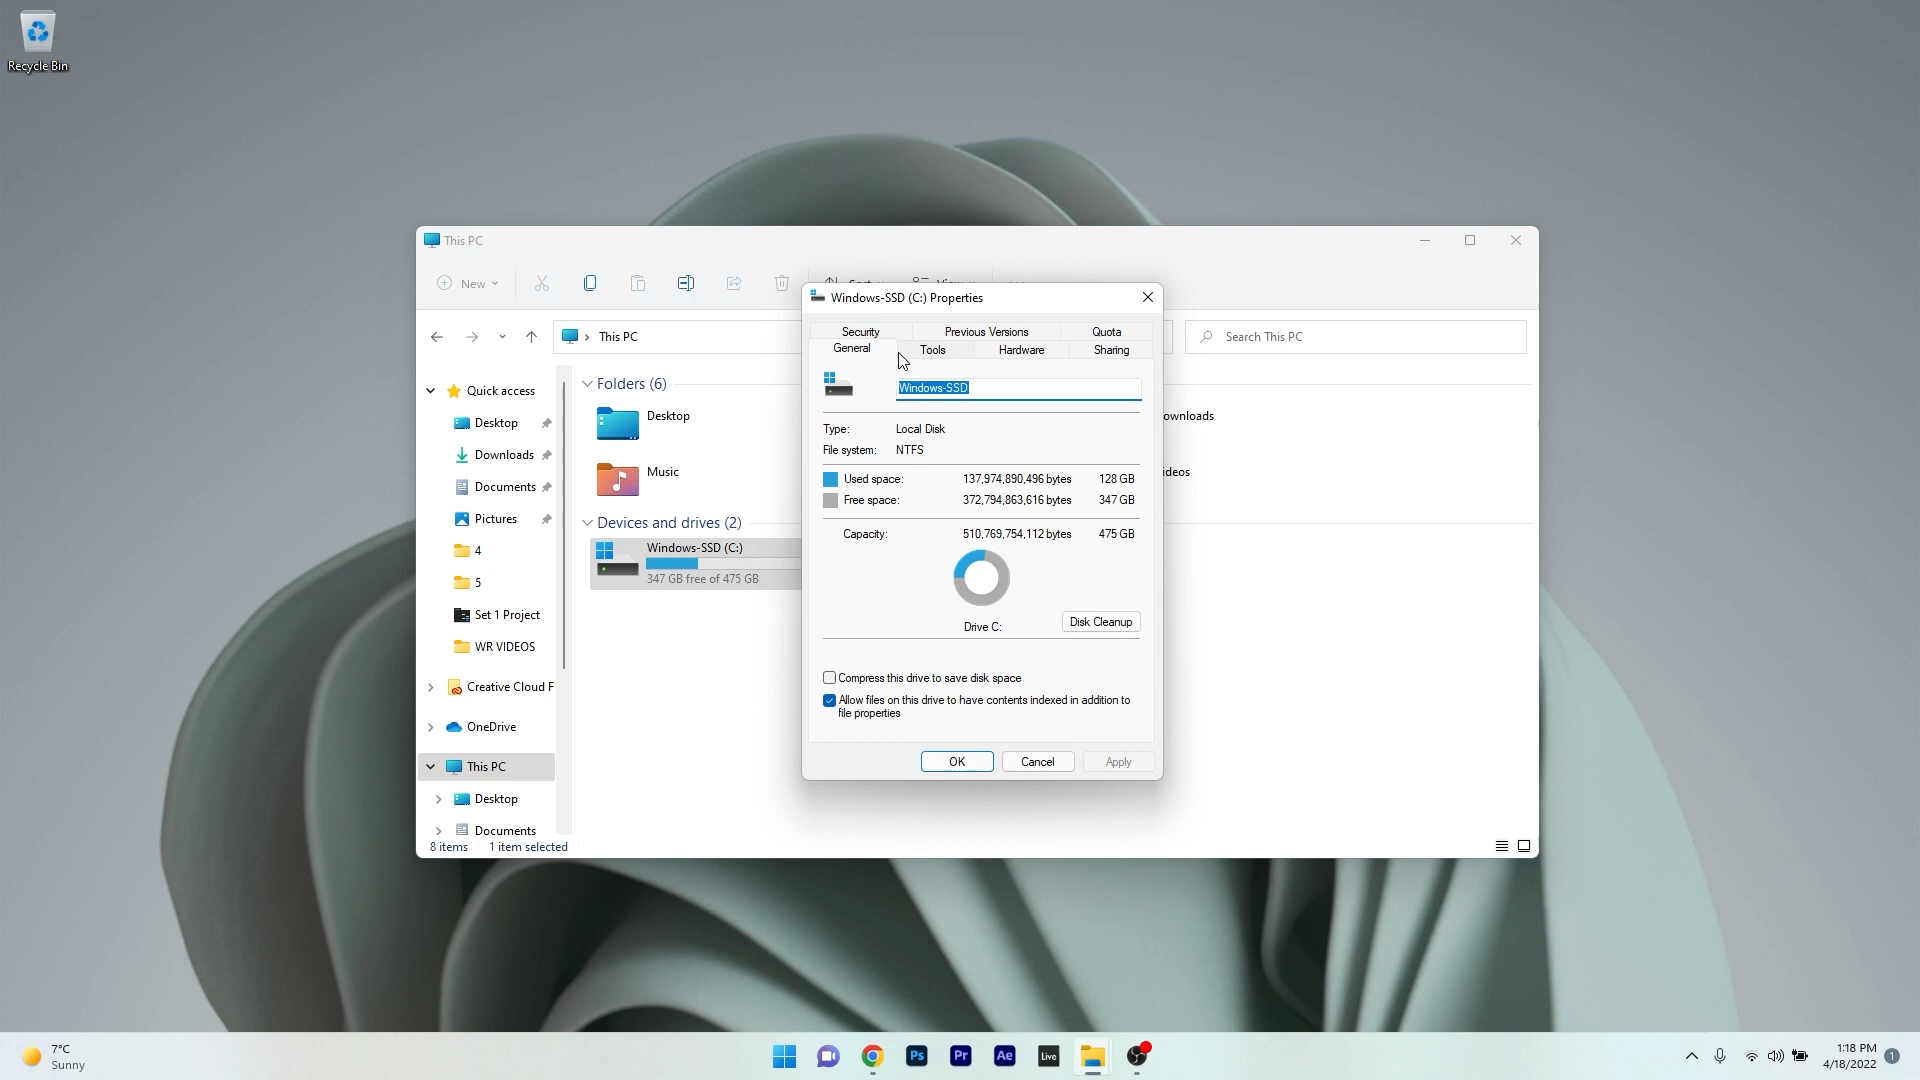 Recycle Bin
This PC
New
Windows-SSD (C:) Properties
Security
Previous Versions
Quota
General
Tools
Hardware
Sharing
This PC
Search This PC
Windows-SSD
Type:
Local Disk
File system:
NTFS
Used space:
137,974,890,496 bytes
128 GB
Free space:
372,794,863,616 bytes
347 GB
Capacity:
510,769,754,112 bytes
475 GB
Drive C:
Disk Cleanup
Compress this drive to save disk space
Allow files on this drive to have contents indexed in addition to
file properties
OK
Cancel
Apply
Quick access
Desktop
Downloads
Documents
Pictures
4
5
Set 1 Project
WR VIDEOS
Creative Cloud F
OneDrive
This PC
Desktop
Documents
Folders (6)
Desktop
Music
ownloads
ideos
Devices and drives (2)
Windows-SSD (C:)
347 GB free of 475 GB
8 items
1 item selected
7°C
Sunny
Ps
Pr
Ae
Live
1:18 PM
4/18/2022
1